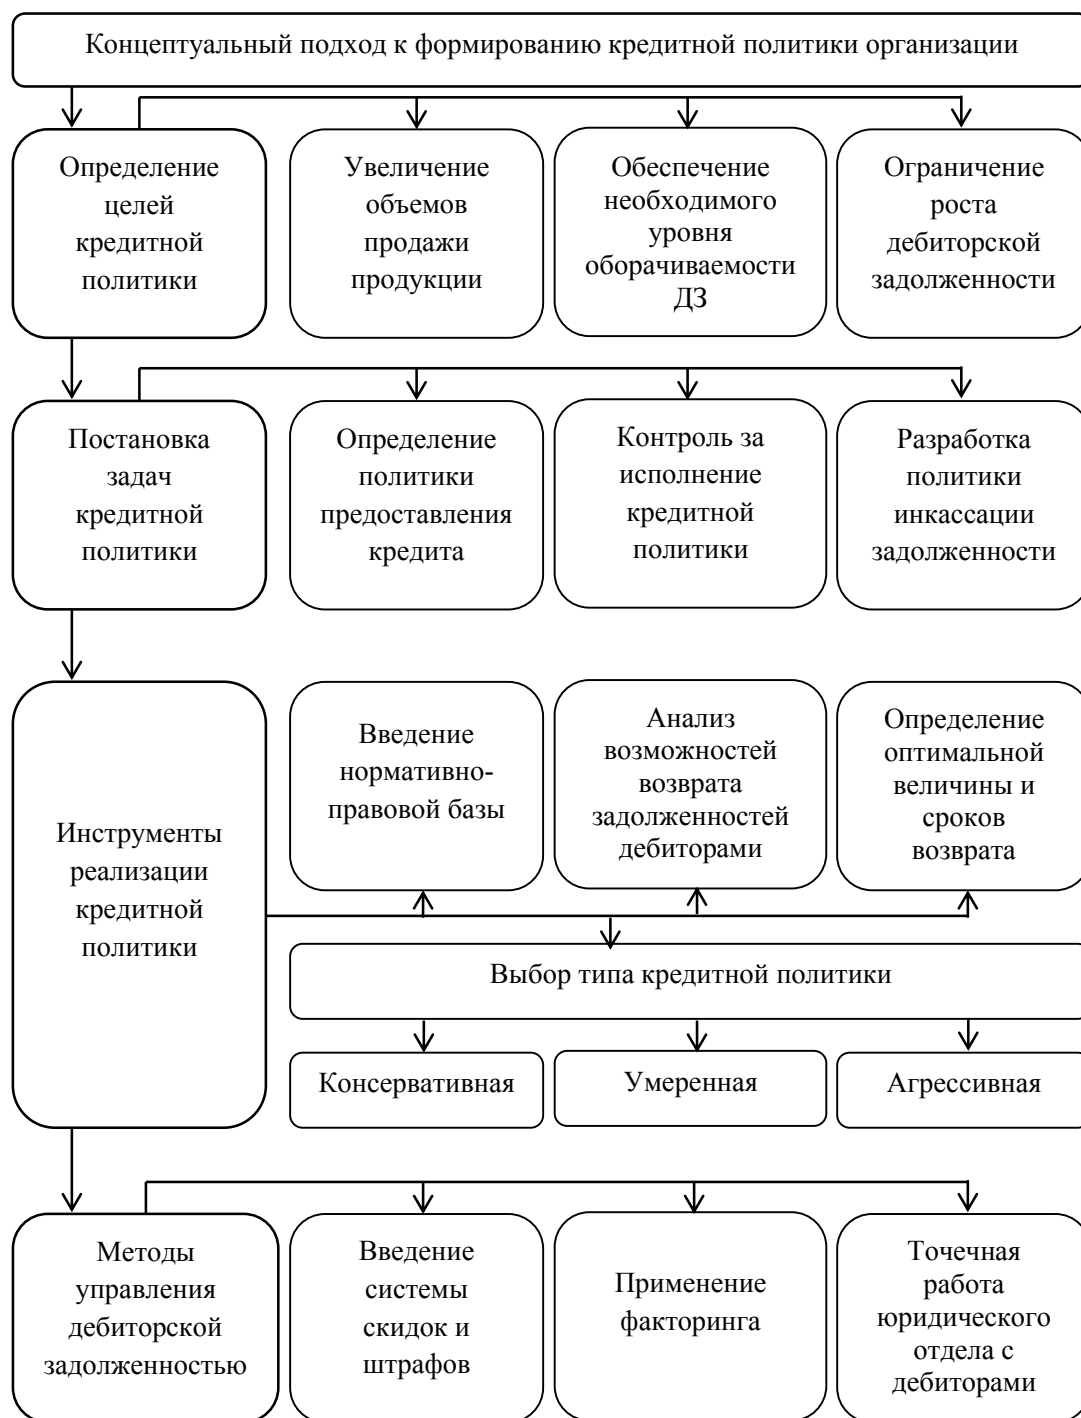 Концептуальный подход к формированию кредитной политики организации
Определение
целей
кредитной
политики
Увеличение
объемов
продажи
продукции
Обеспечение
необходимого
уровня
оборачиваемости
ДЗ
Ограничение
роста
дебиторской
задолженности
Постановка
задач
кредитной
политики
Определение
политики
предоставления
кредита
Контроль за
исполнение
кредитной
политики
Разработка
политики
инкассации
задолженности
Инструменты
реализации
кредитной
политики
Введение
нормативно-
правовой базы
Анализ
возможностей
возврата
задолженностей
дебиторами
Определение
оптимальной
величины и
сроков
возврата
Выбор типа кредитной политики
Консервативная
Умеренная
Агрессивная
Методы
управления
дебиторской
задолженностью
Введение
системы
скидок и
штрафов
Применение
факторинга
Точечная
работа
юридического
отдела с
дебиторами